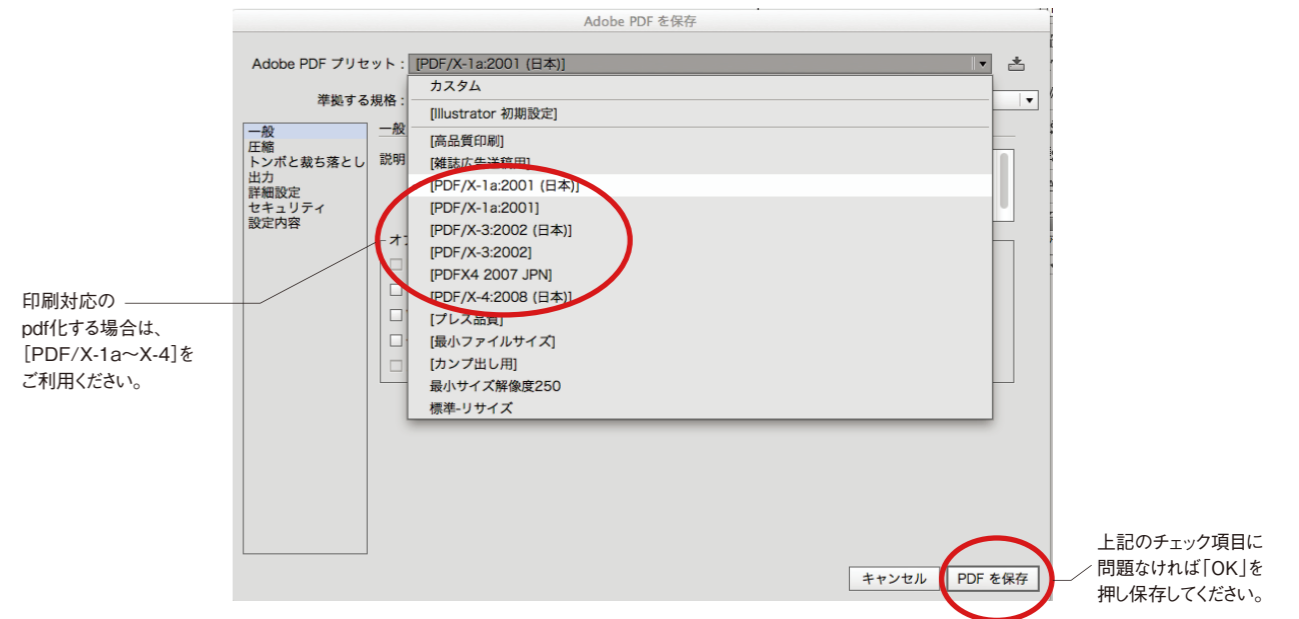 Adobe PDF を保存
Adobe PDF プリセット：
[PDF/X-1a:2001 (日本)]
準拠する規格：
カスタム
[Illustrator 初期設定]
[高品質印刷]
[雑誌広告送稿用]
[PDF/X-1a:2001 (日本)]
[PDF/X-1a:2001]
[PDF/X-3:2002 (日本)]
[PDF/X-3:2002]
[PDFX4 2007 JPN]
[PDF/X-4:2008 (日本)]
[プレス品質]
[最小ファイルサイズ]
[カンプ出し用]
最小サイズ解像度250
標準-リサイズ
一般
圧縮
トンボと裁ち落とし
出力
詳細設定
セキュリティ
設定内容
一般
説明
オ
印刷対応の
pdf化する場合は、
［PDF/X-1a〜X-4］を
ご利用ください。
キャンセル
PDF を保存
上記のチェック項目に
問題なければ「OK」を
押し保存してください。